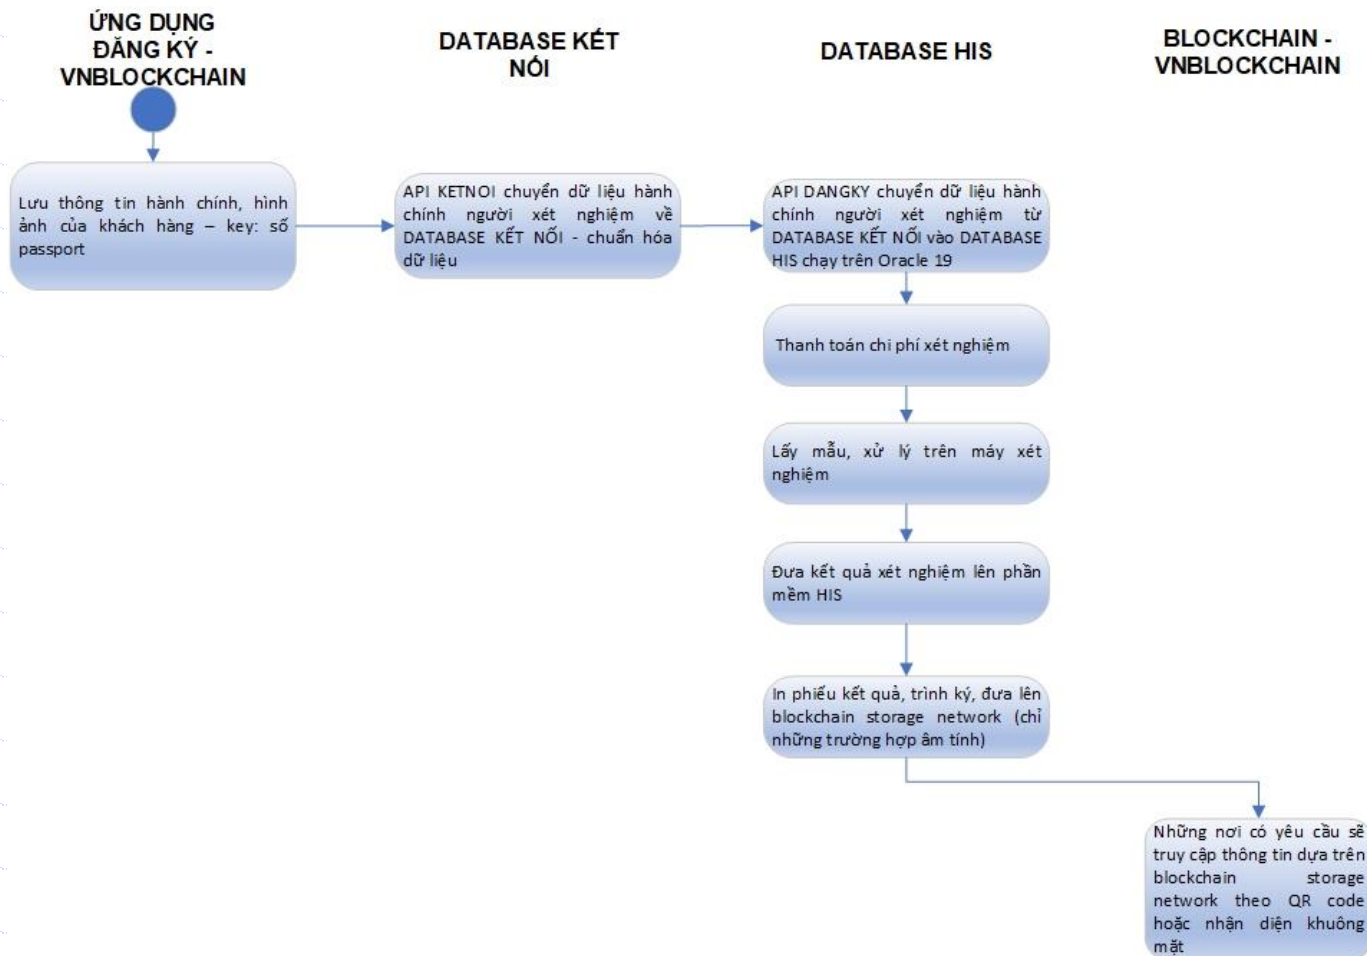 ỨNG DỤNG
ĐĂNG KÝ -
VNBLOCKCHAIN
DATABASE KẾT
NỐI
DATABASE HIS
BLOCKCHAIN -
VNBLOCKCHAIN
Lưu thông tin hành chính, hình
ảnh của khách hàng – key: số
passport
API KETNOI chuyển dữ liệu hành
chính người xét nghiệm về
DATABASE KẾT NỐI - chuẩn hóa
dữ liệu
API DANGKY chuyển dữ liệu hành
chính người xét nghiệm từ
DATABASE KẾT NỐI vào DATABASE
HIS chạy trên Oracle 19
Thanh toán chi phí xét nghiệm
Lấy mẫu, xử lý trên máy xét
nghiệm
Đưa kết quả xét nghiệm lên phần
mềm HIS
In phiếu kết quả, trình ký, đưa lên
blockchain storage network (chỉ
những trường hợp âm tính)
Những nơi có yêu cầu sẽ
truy cập thông tin dựa trên
blockchain storage
network theo QR code
hoặc nhận diện khuông
mặt